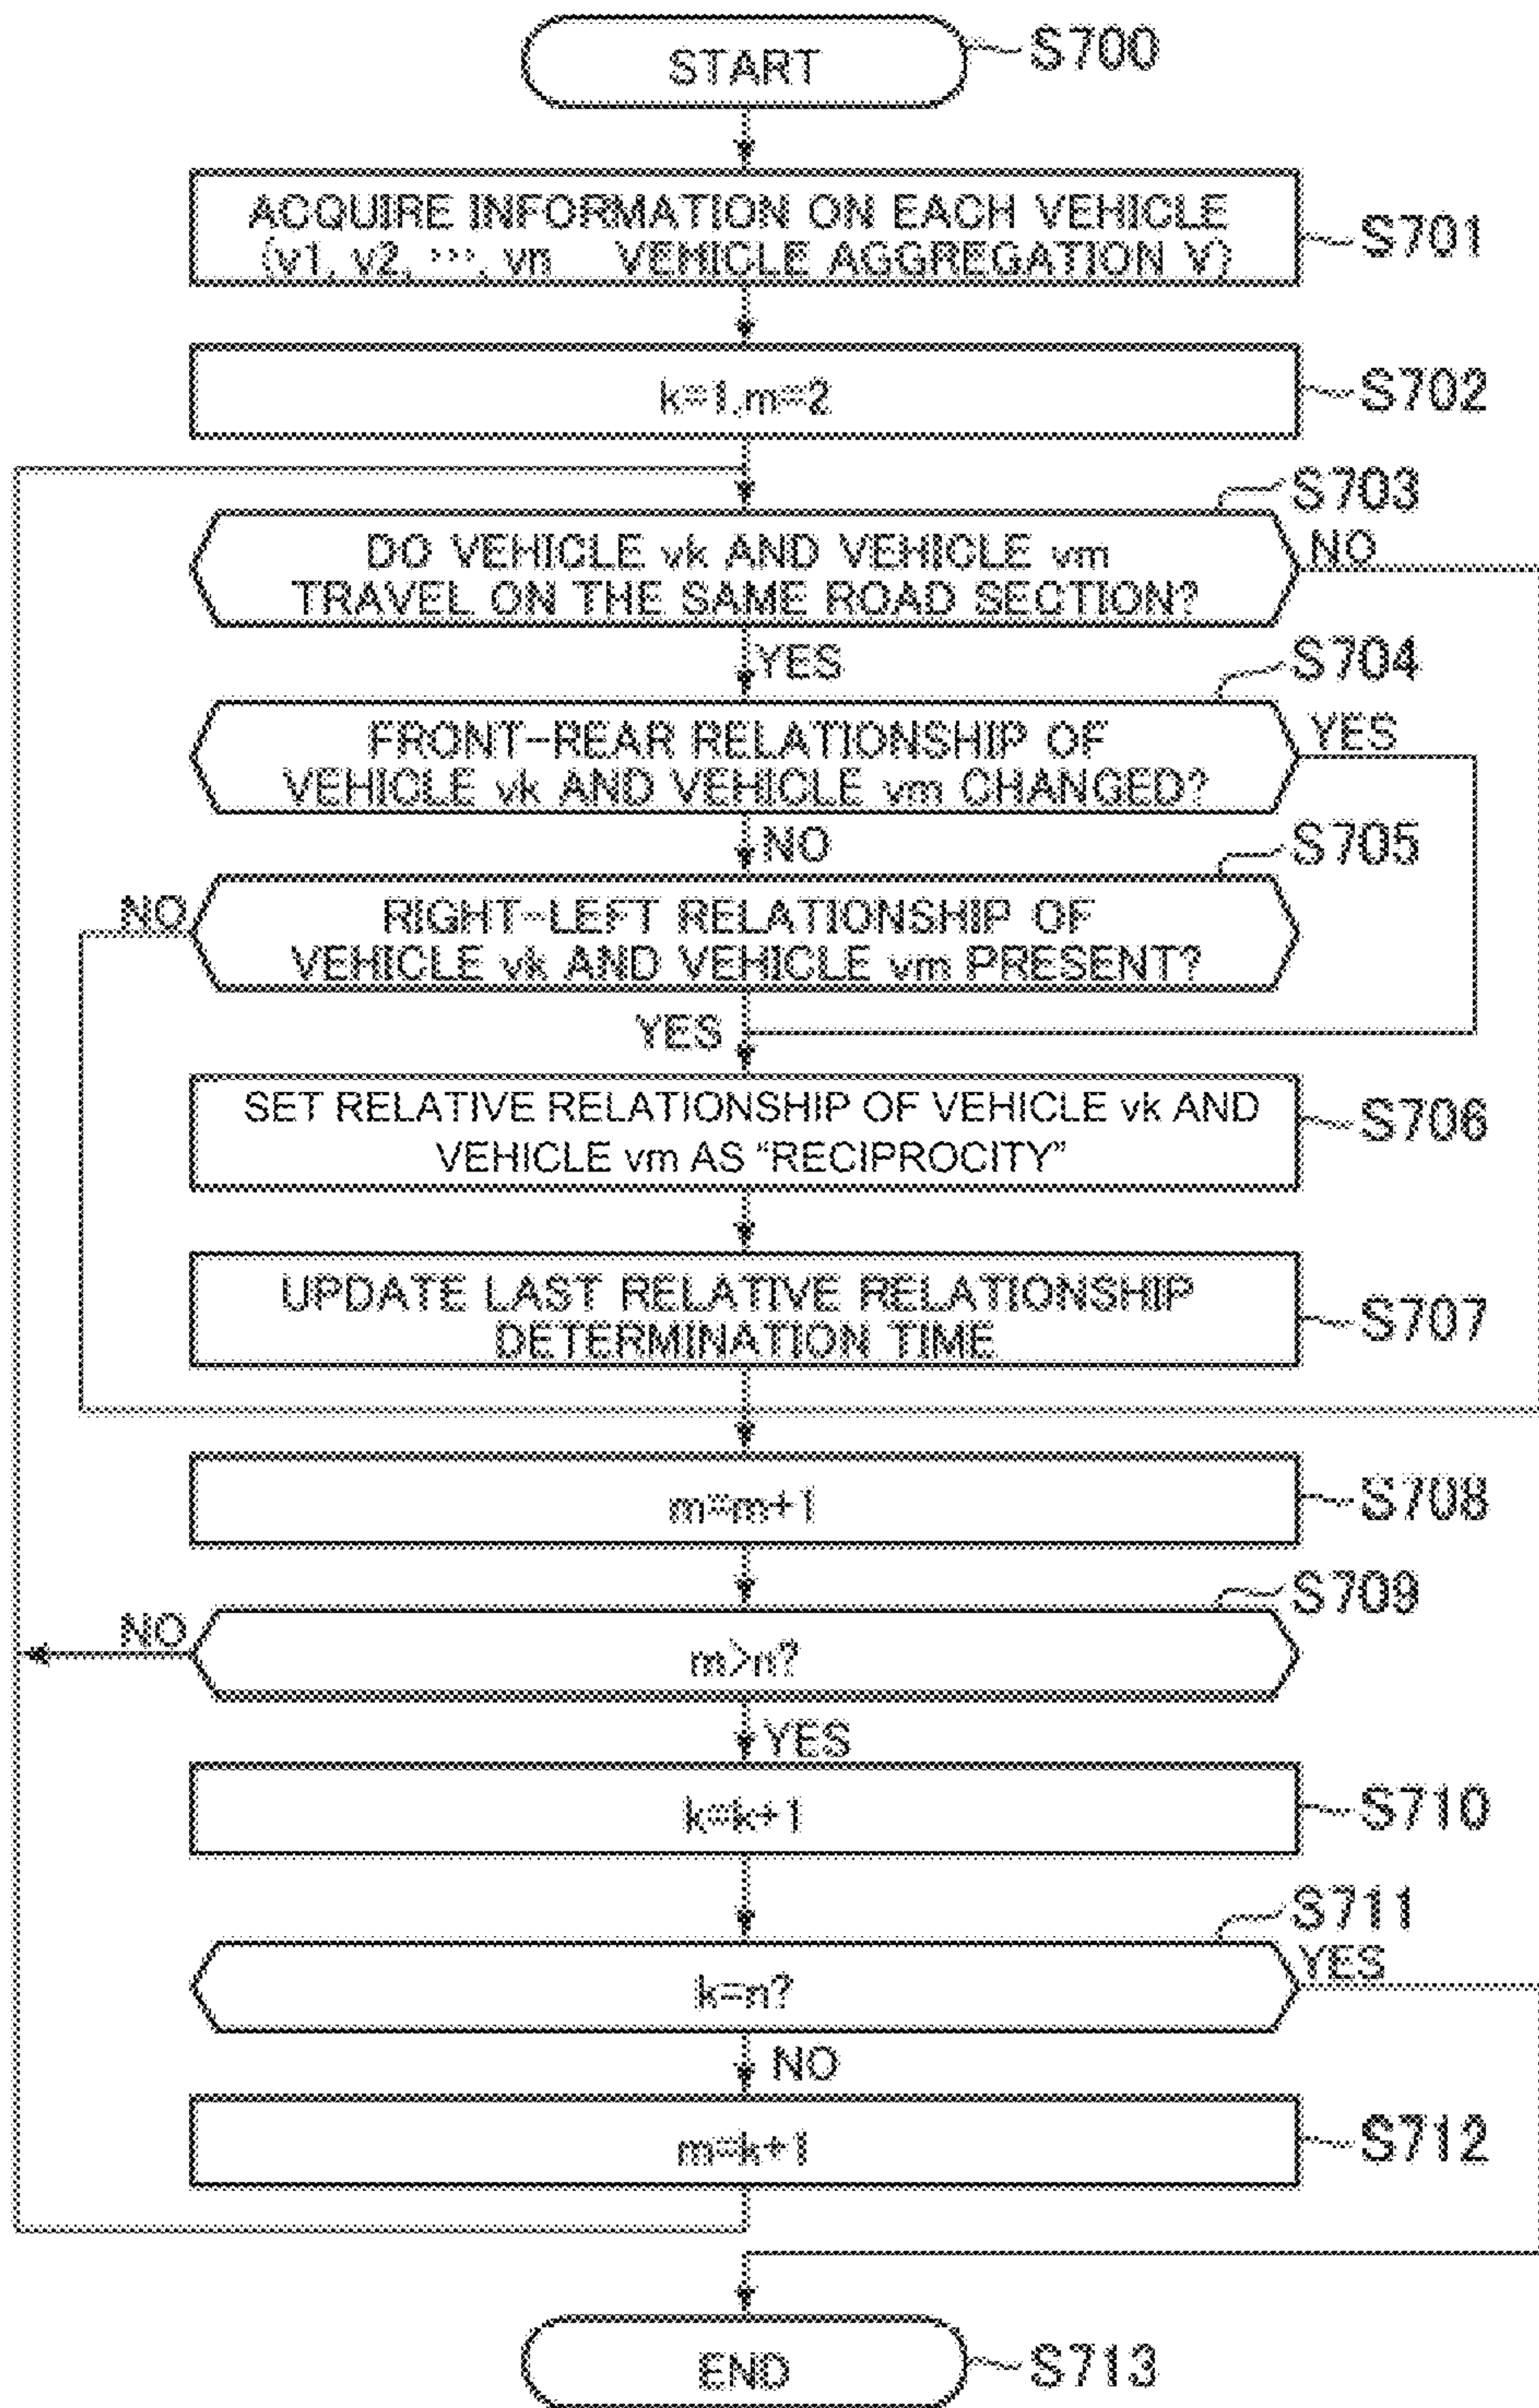 START
S700
ACQUIRE INFORMATION ON EACH VEHICLE
(v1, v2, ..., vn VEHICLE AGGREGATION V)
S701
k=1,m=2
S702
S703
DO VEHICLE vk AND VEHICLE vm
TRAVEL ON THE SAME ROAD SECTION?
NO
YES
S704
FRONT-REAR RELATIONSHIP OF
VEHICLE vk AND VEHICLE vm CHANGED?
YES
NO
S705
NO
RIGHT-LEFT RELATIONSHIP OF
VEHICLE vk AND VEHICLE vm PRESENT?
YES
SET RELATIVE RELATIONSHIP OF VEHICLE vk AND
VEHICLE vm AS “RECIPROCITY”
S706
UPDATE LAST RELATIVE RELATIONSHIP
DETERMINATION TIME
S707
m=m+1
S708
S709
NO
m>n?
YES
k=k+1
S710
S711
k=n?
YES
NO
m=k+1
S712
END
S713